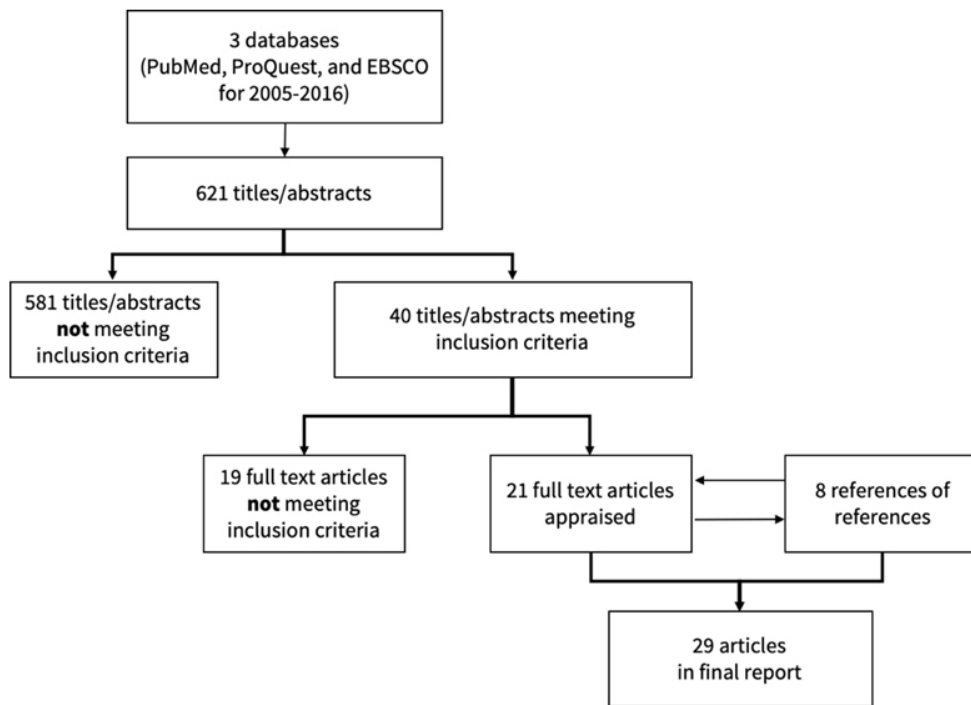 3 databases
(PubMed, ProQuest, and EBSCO
for 2005-2016)
621 titles/abstracts
581 titles/abstracts
not meeting
inclusion criteria
40 titles/abstracts meeting
inclusion criteria
19 full text articles
not meeting
inclusion criteria
21 full text articles
appraised
8 references of
references
29 articles
in final report